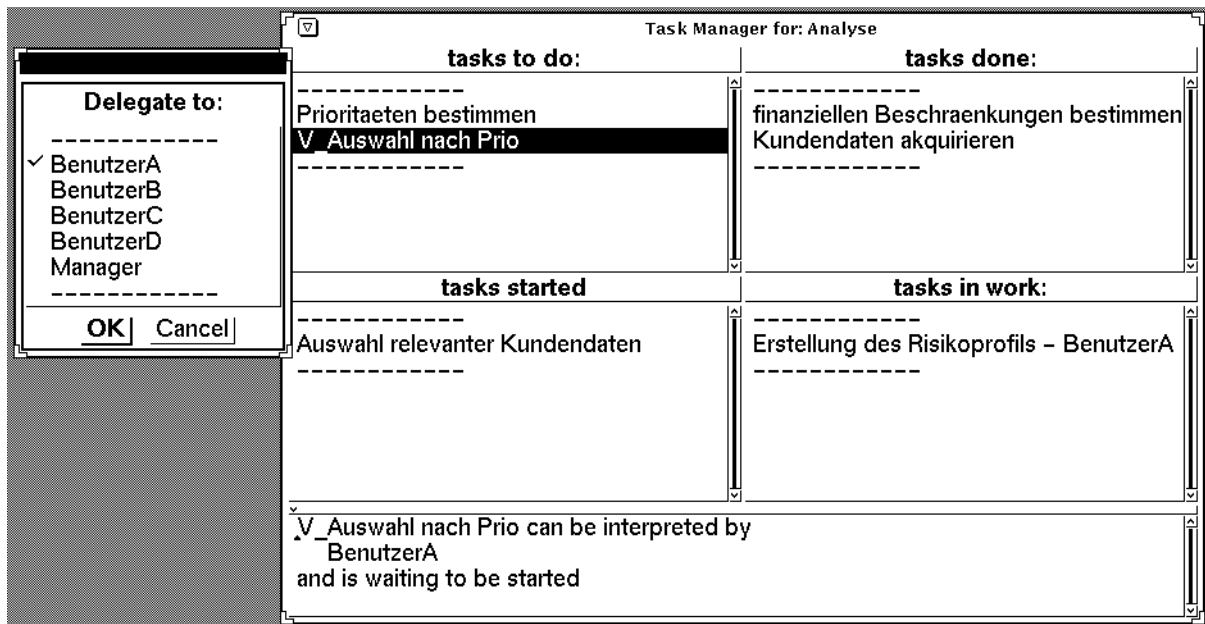 Task Manager for: Analyse
Delegate to:
------------
BenutzerA
BenutzerB
BenutzerC
BenutzerD
Manager
------------
OK Cancel
tasks to do:
------------
Prioritaeten bestimmen
V_Auswahl nach Prio
------------
tasks done:
------------
finanziellen Beschraenkungen bestimmen
Kundendaten akquirieren
------------
tasks started
------------
Auswahl relevanter Kundendaten
------------
tasks in work:
------------
Erstellung des Risikoprofils – BenutzerA
------------
V_Auswahl nach Prio can be interpreted by
BenutzerA
and is waiting to be started